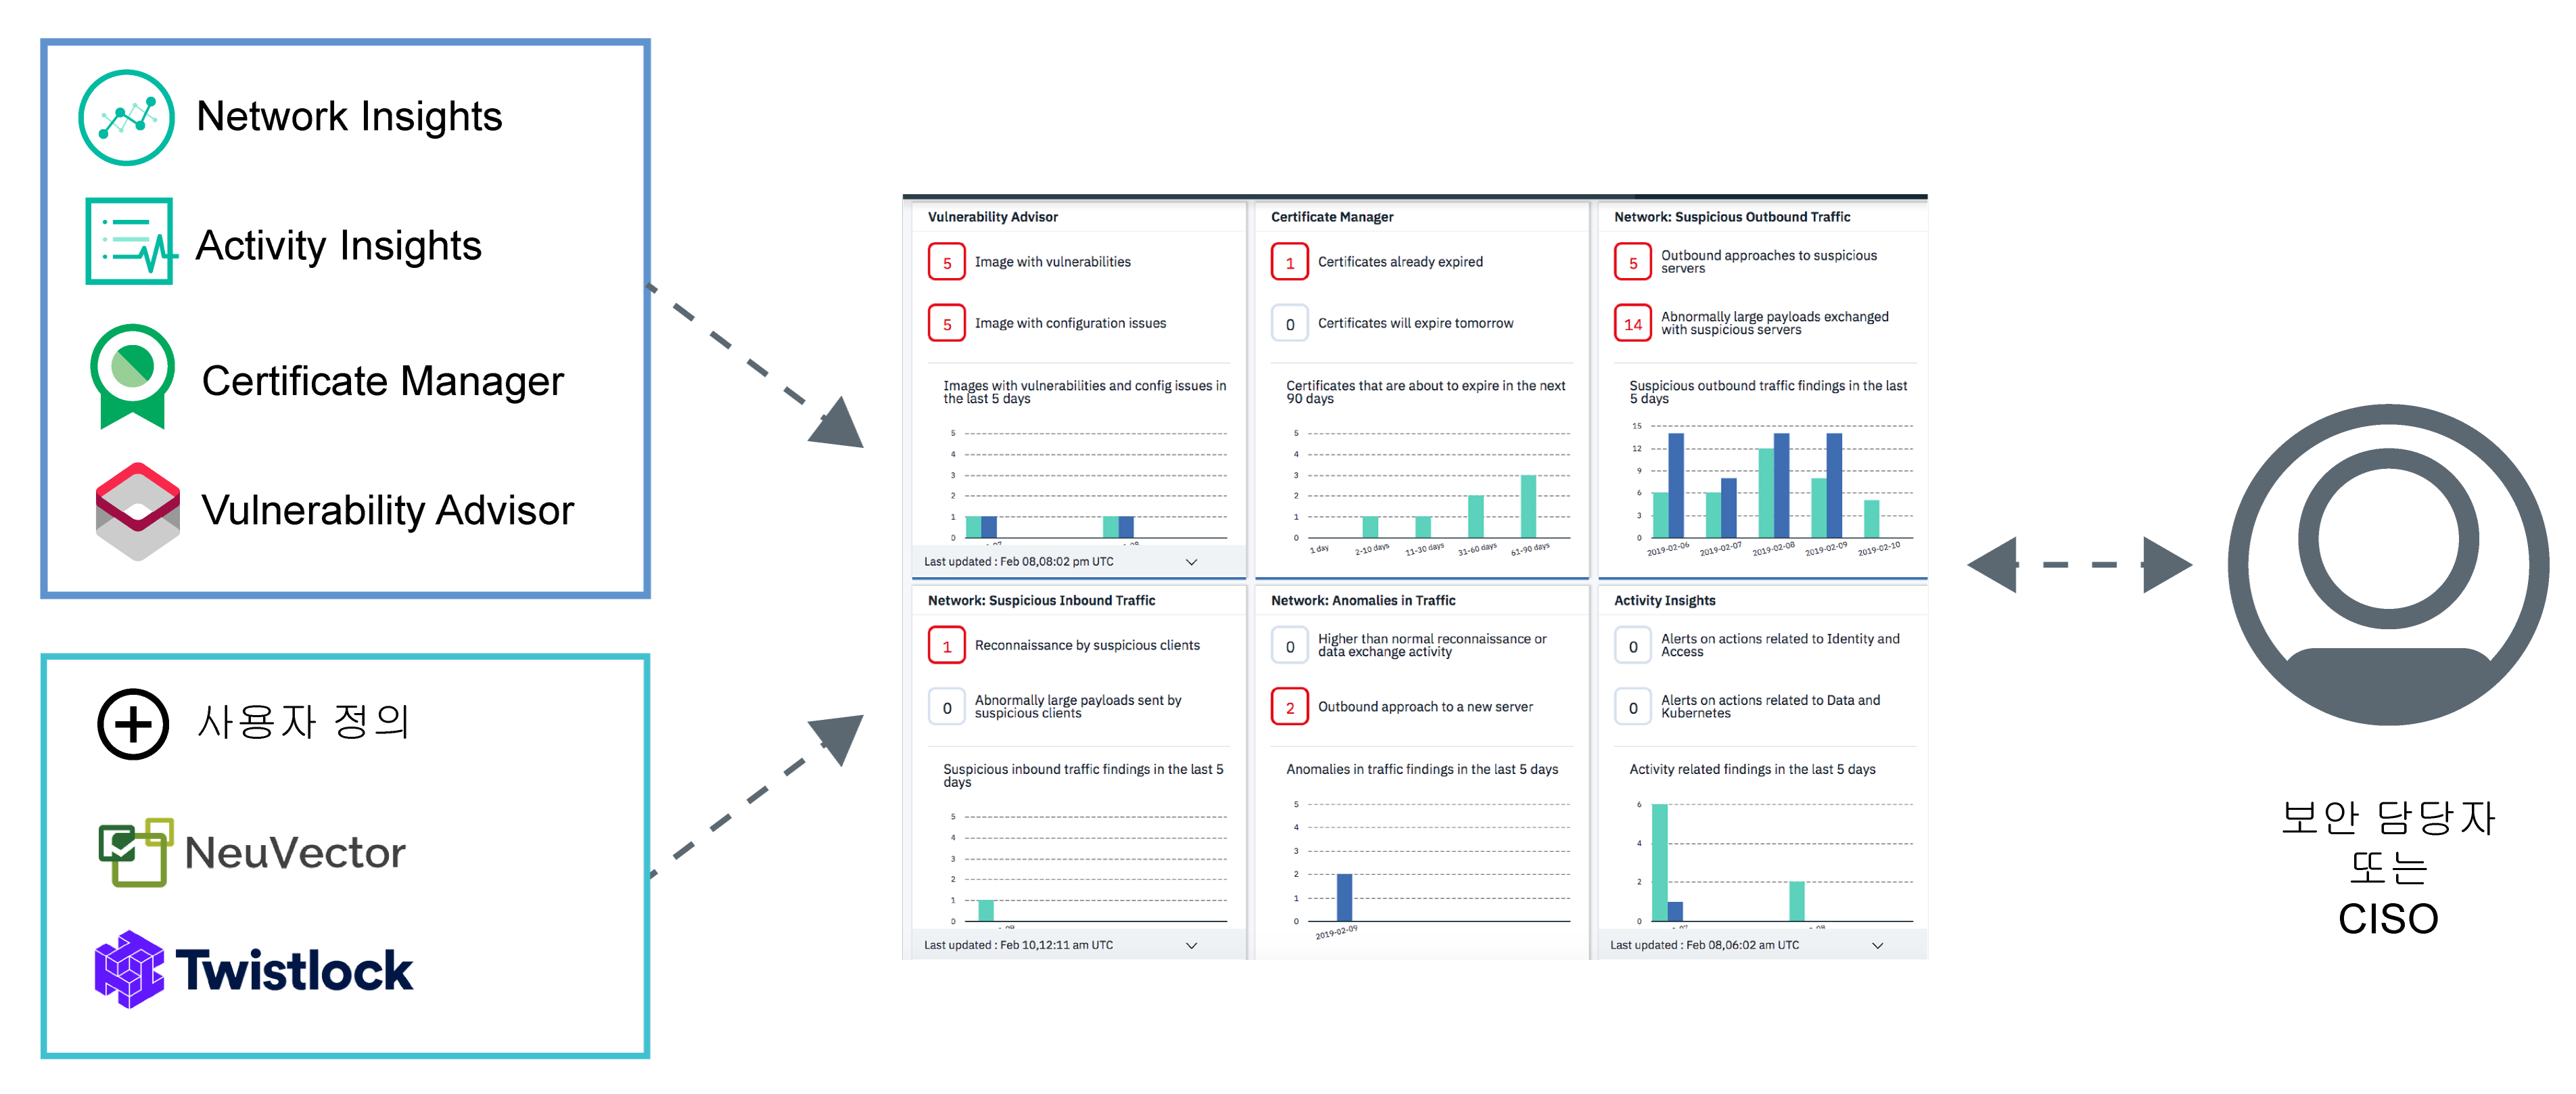 Network Insights
Activity Insights
Certificate Manager
Vulnerability Advisor
사용자 정의
NeuVector
Twistlock
Vulnerability Advisor
5
Image with vulnerabilities
5
Image with configuration issues
Images with vulnerabilities and config issues in
the last 5 days
5
4
3
2
1
0
Last updated : Feb 08,08:02 pm UTC
Certificate Manager
1
Certificates already expired
0
Certificates will expire tomorrow
Certificates that are about to expire in the next
90 days
5
4
3
2
1
0
1 day
2-10 days
11-30 days
31-60 days
61-90 days
Network: Suspicious Outbound Traffic
5
Outbound approaches to suspicious
servers
14
Abnormally large payloads exchanged
with suspicious servers
Suspicious outbound traffic findings in the last
5 days
15
12
9
6
3
0
2019-02-06
2019-02-07
2019-02-08
2019-02-09
2019-02-10
Network: Suspicious Inbound Traffic
1
Reconnaissance by suspicious clients
0
Abnormally large payloads sent by
suspicious clients
Suspicious inbound traffic findings in the last 5
days
5
4
3
2
1
0
Last updated : Feb 10,12:11 am UTC
Network: Anomalies in Traffic
0
Higher than normal reconnaissance or
data exchange activity
2
Outbound approach to a new server
Anomalies in traffic findings in the last 5 days
5
4
3
2
1
0
2019-02-09
Activity Insights
0
Alerts on actions related to Identity and
Access
0
Alerts on actions related to Data and
Kubernetes
Activity related findings in the last 5 days
6
4
2
0
Last updated : Feb 08,06:02 am UTC
보안 담당자
또는
CISO